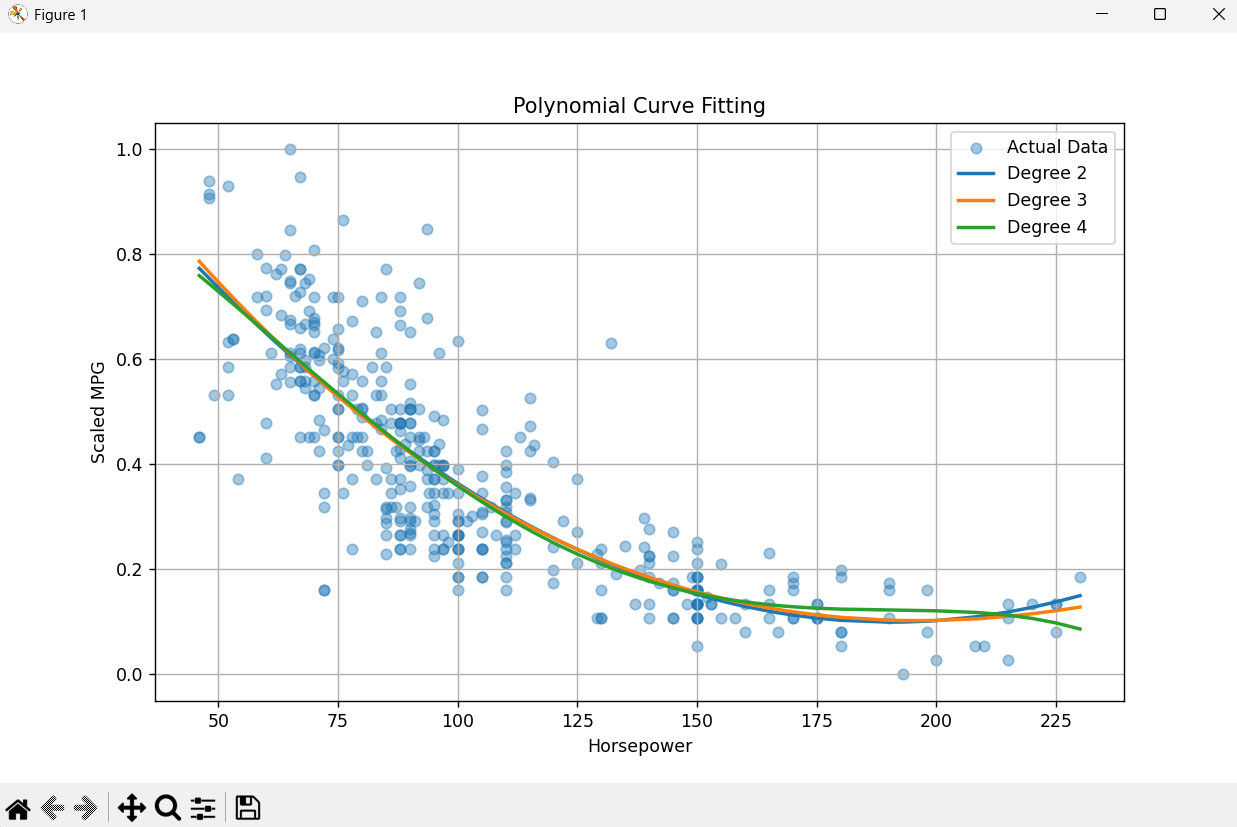 Figure 1
Polynomial Curve Fitting
Actual Data
Degree 2
Degree 3
Degree 4
1.0
0.8
0.6
0.4
0.2
0.0
Scaled MPG
50 75 100 125 150 175 200 225
Horsepower